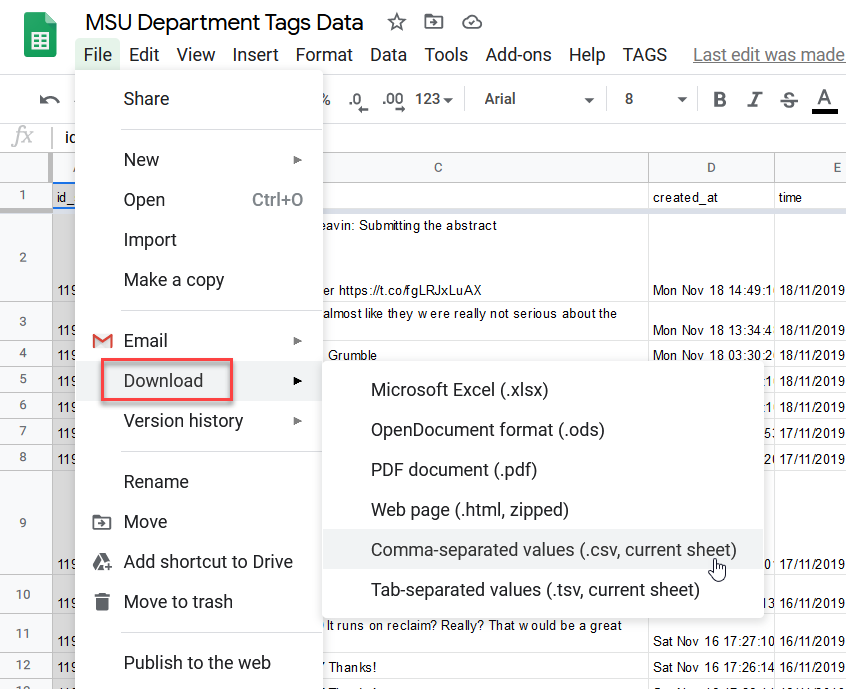 MSU Department Tags Data
File Edit View Insert Format Data Tools Add-ons Help TAGS Last edit was made
% .0 .00 123 Arial 8 B I S A
fx
C D E
1 id_ created_at time
Share
New
Open Ctrl+O
Import
Make a copy
Email
Download
Version history
Rename
Move
Add shortcut to Drive
Move to trash
Publish to the web
Microsoft Excel (.xlsx)
OpenDocument format (.ods)
PDF document (.pdf)
Web page (.html, zipped)
Comma-separated values (.csv, current sheet)
Tab-separated values (.tsv, current sheet)
eavin: Submitting the abstract
2 119 er https://t.co/fgLRJxLuAX Mon Nov 18 14:49:1 18/11/2019
almost like they were really not serious about the
3 119 Mon Nov 18 13:34:4 18/11/2019
4 119 Grumble Mon Nov 18 03:30:2 18/11/2019
5 119 18/11/2019
6 119 18/11/2019
7 119 17/11/2019
8 119 17/11/2019
9 119 17/11/2019
10 119 16/11/2019
It runs on reclaim? Really? That would be a great
11 119 Sat Nov 16 17:27:10 16/11/2019
12 119 Thanks! Sat Nov 16 17:26:14 16/11/2019